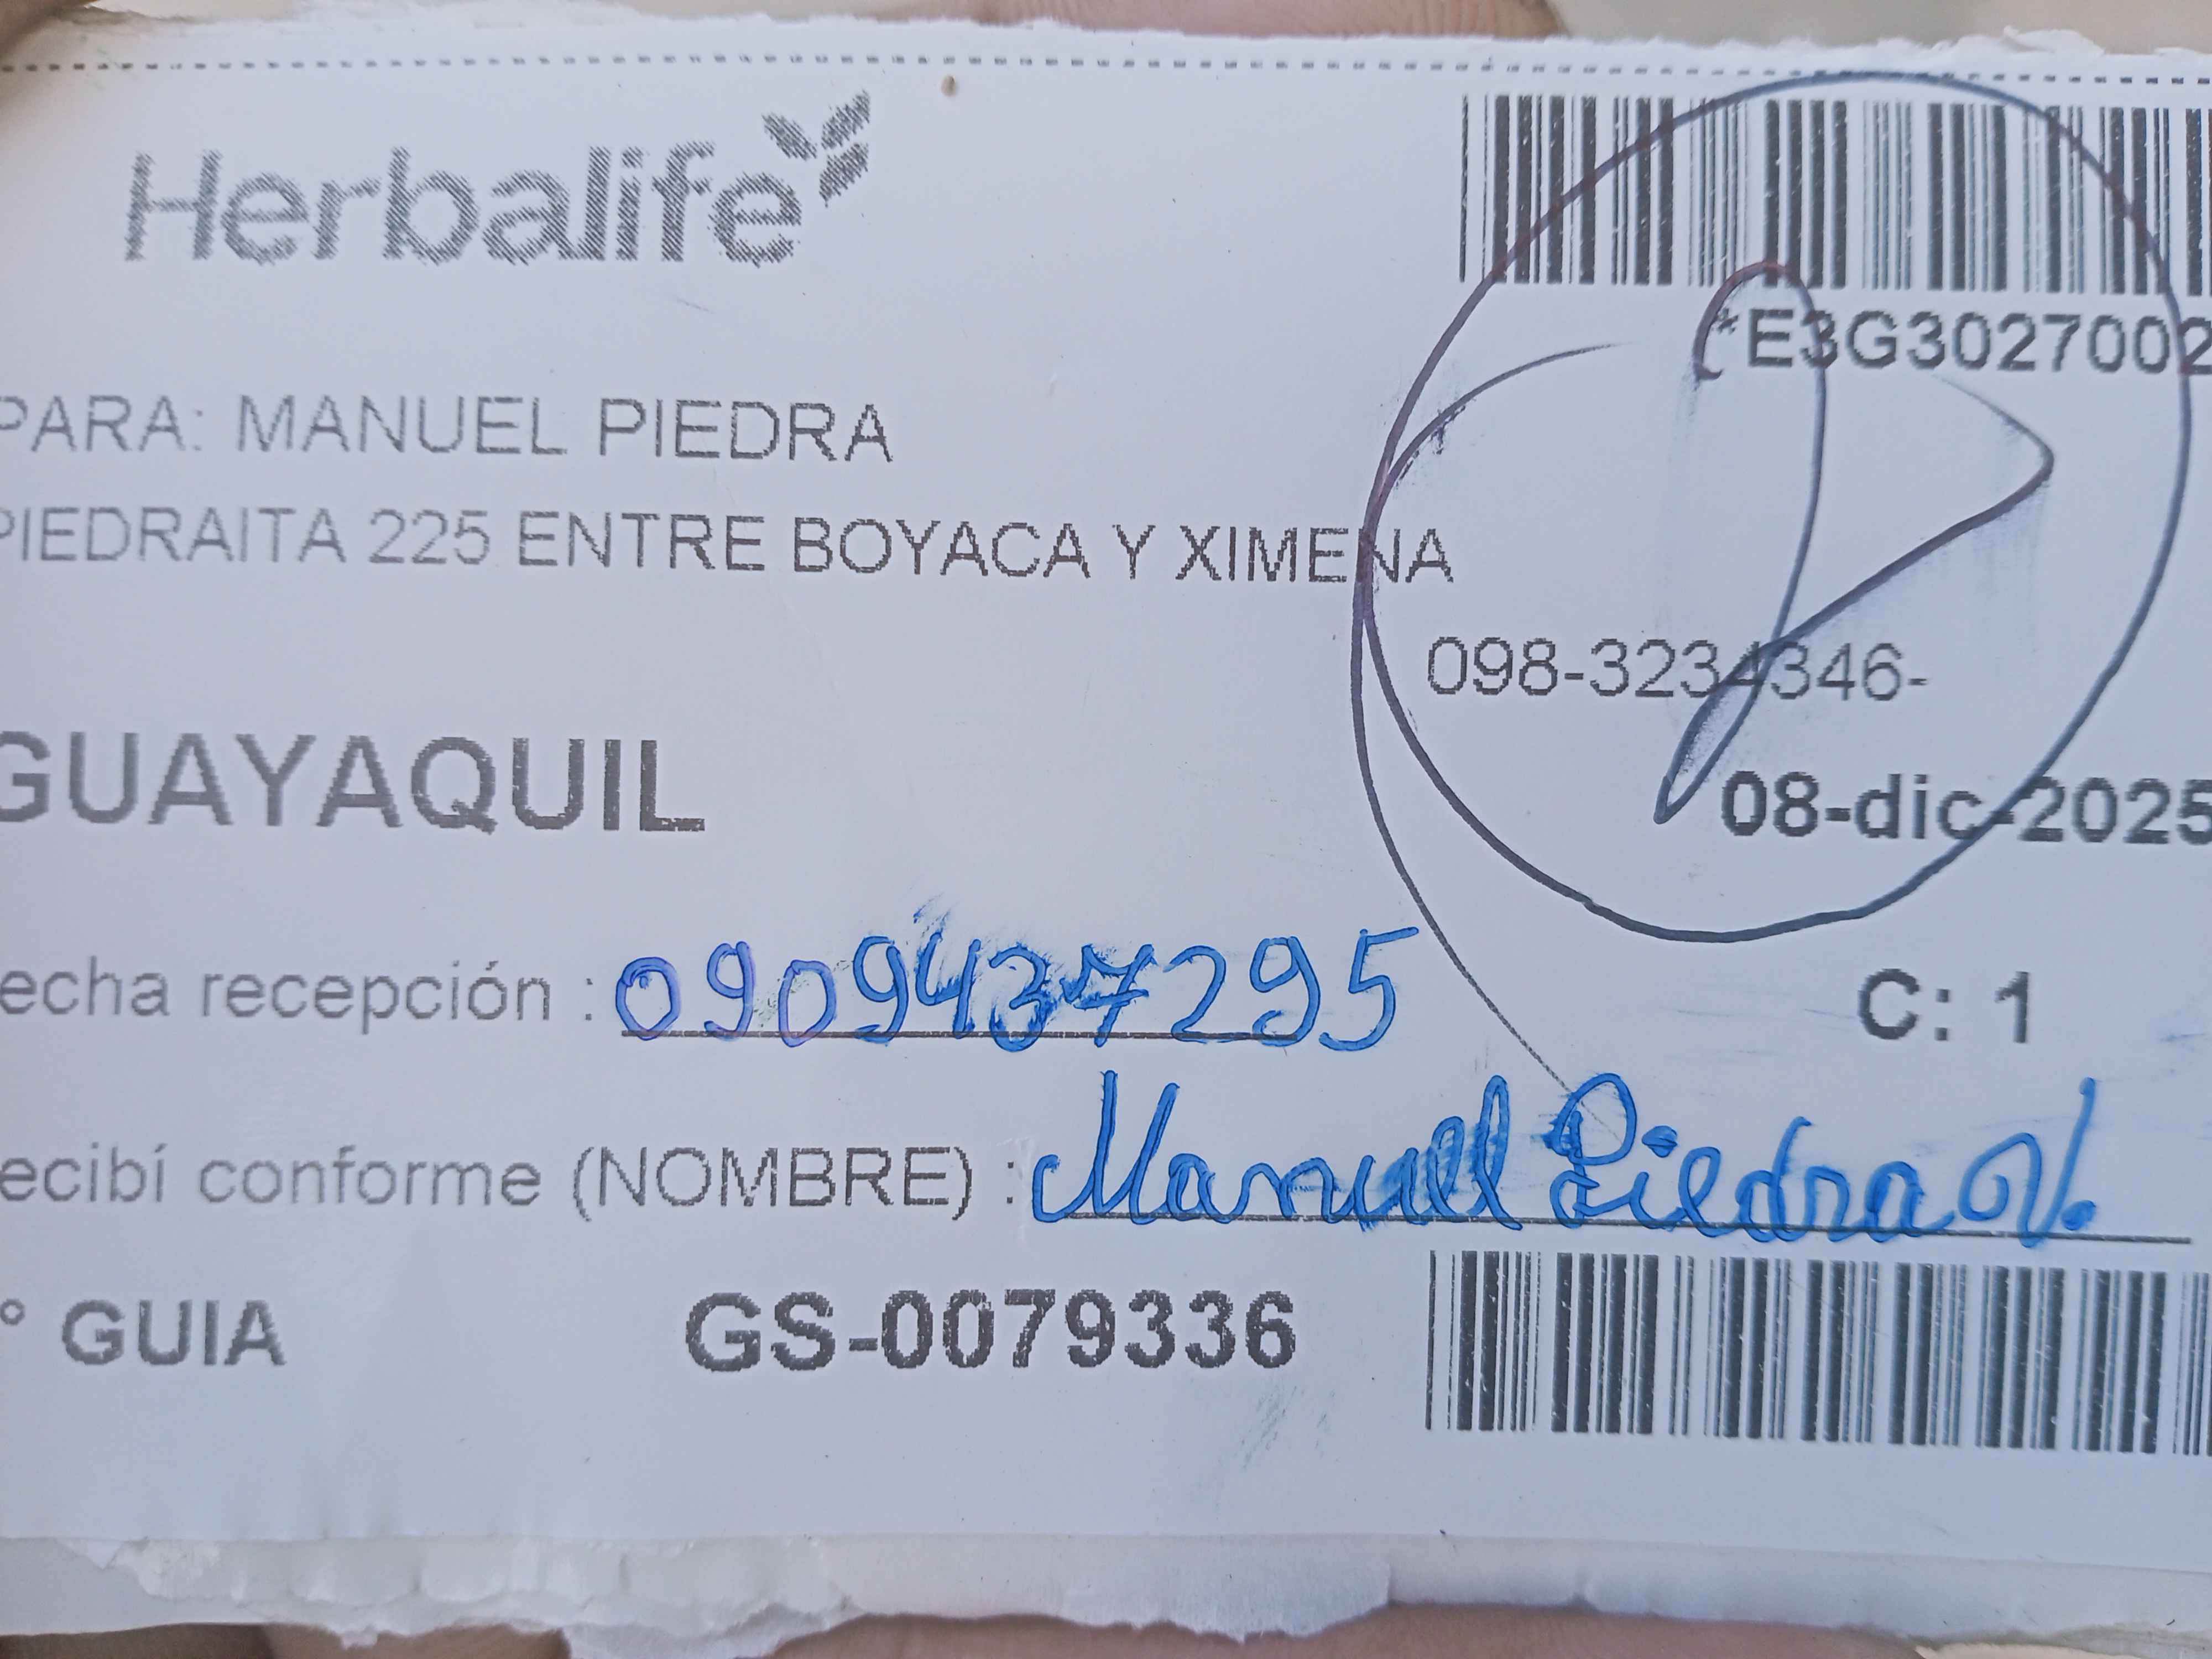 Herbalife
*E3G3027002
PARA: MANUEL PIEDRA
PIEDRAITA 225 ENTRE BOYACA Y XIMENA
098-3234346-
GUAYAQUIL
08-dic-2025
echa recepción : 0909437295
C: 1
ecibí conforme (NOMBRE) : Manuel Piedra V.
° GUIA GS-0079336